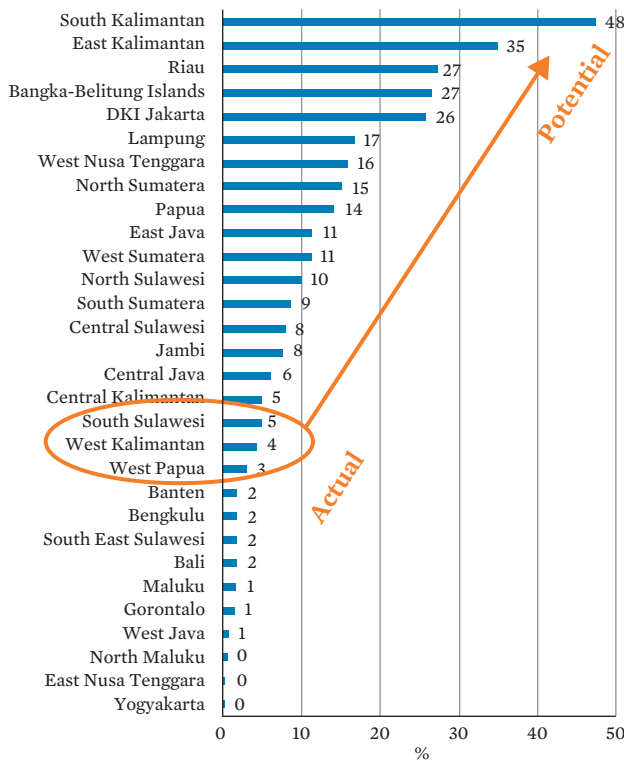 South Kalimantan 48
East Kalimantan 35
Riau 27
Bangka-Belitung Islands 27
DKI Jakarta 26
Lampung 17
West Nusa Tenggara 16
North Sumatera 15
Papua 14
East Java 11
West Sumatera 11
North Sulawesi 10
South Sumatera 9
Central Sulawesi 8
Jambi 8
Central Java 6
Central Kalimantan 5
South Sulawesi 5
West Kalimantan 4
West Papua 3
Banten 2
Bengkulu 2
South East Sulawesi 2
Bali 2
Maluku 1
Gorontalo 1
West Java 1
North Maluku 0
East Nusa Tenggara 0
Yogyakarta 0
0 10 20 30 40 50
%
Potential
Actual